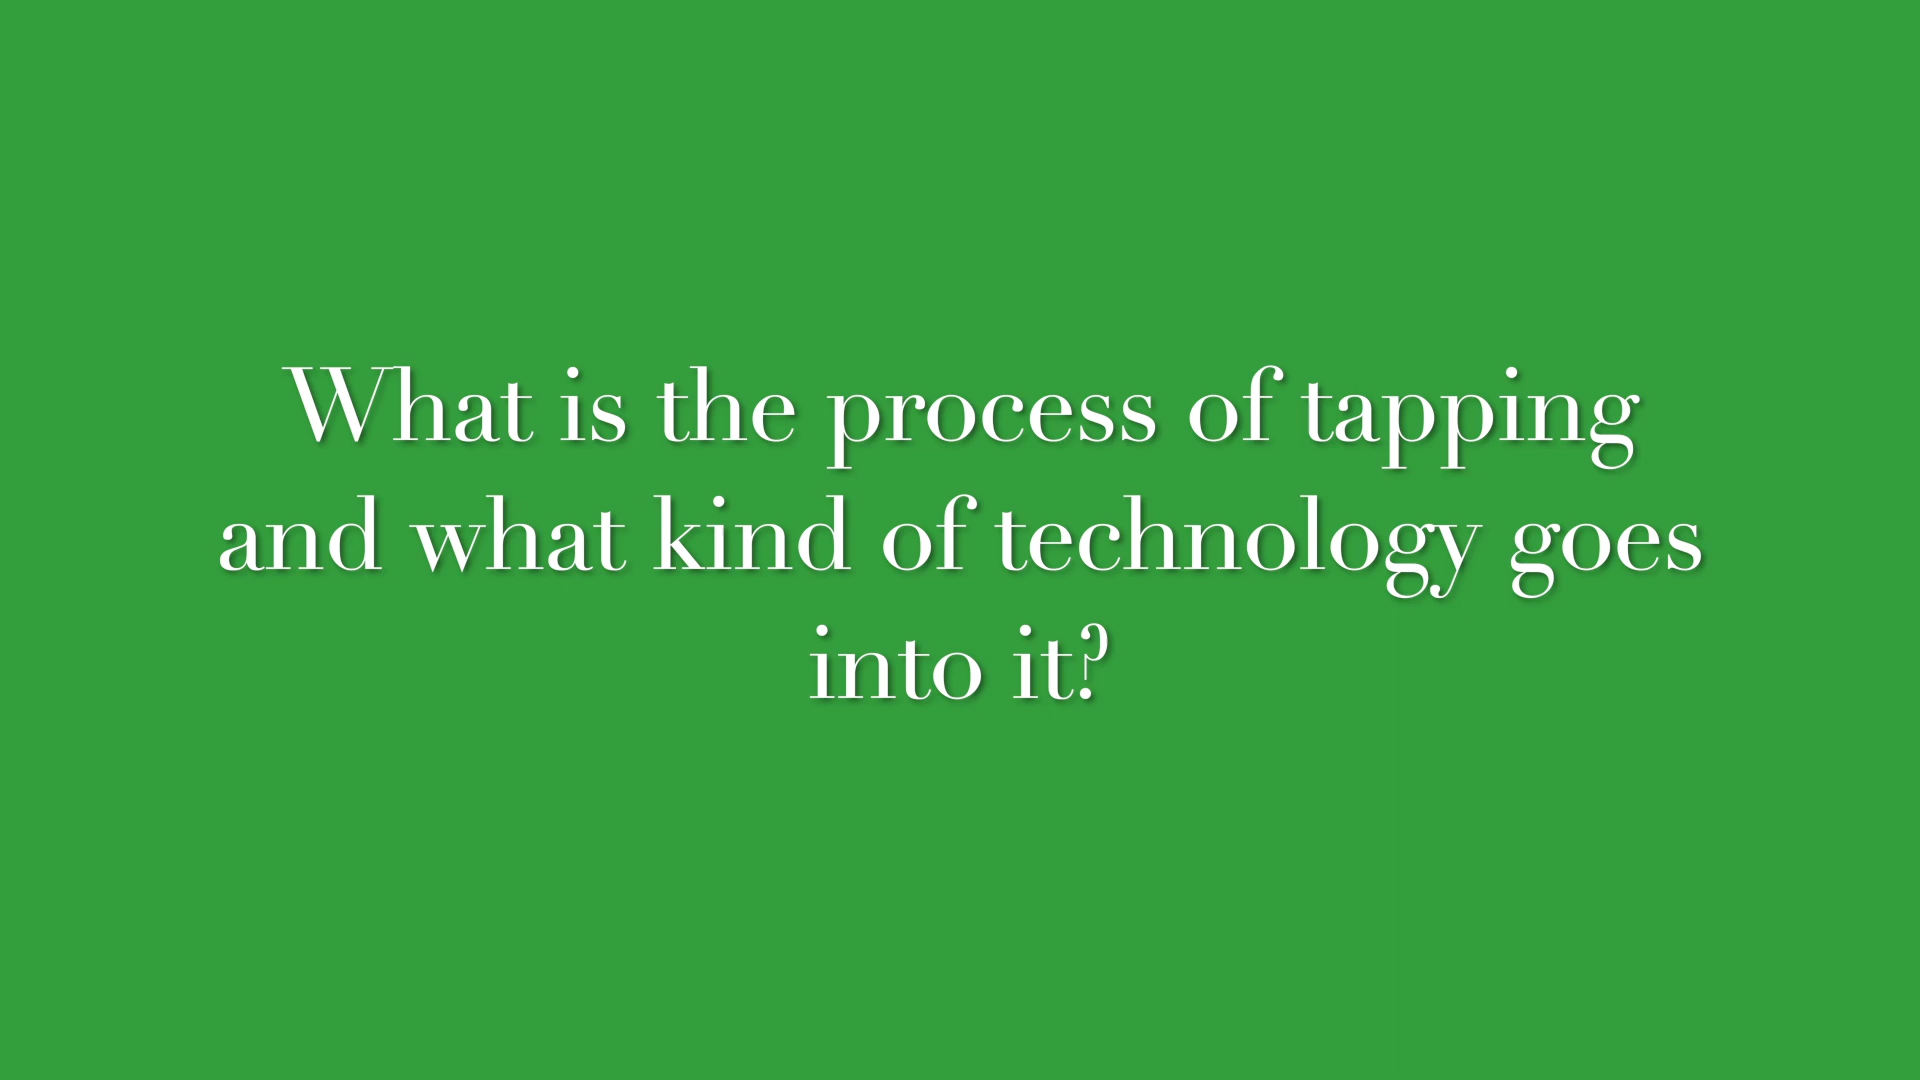 What is the process of tapping
and what kind of technology goes
into it?